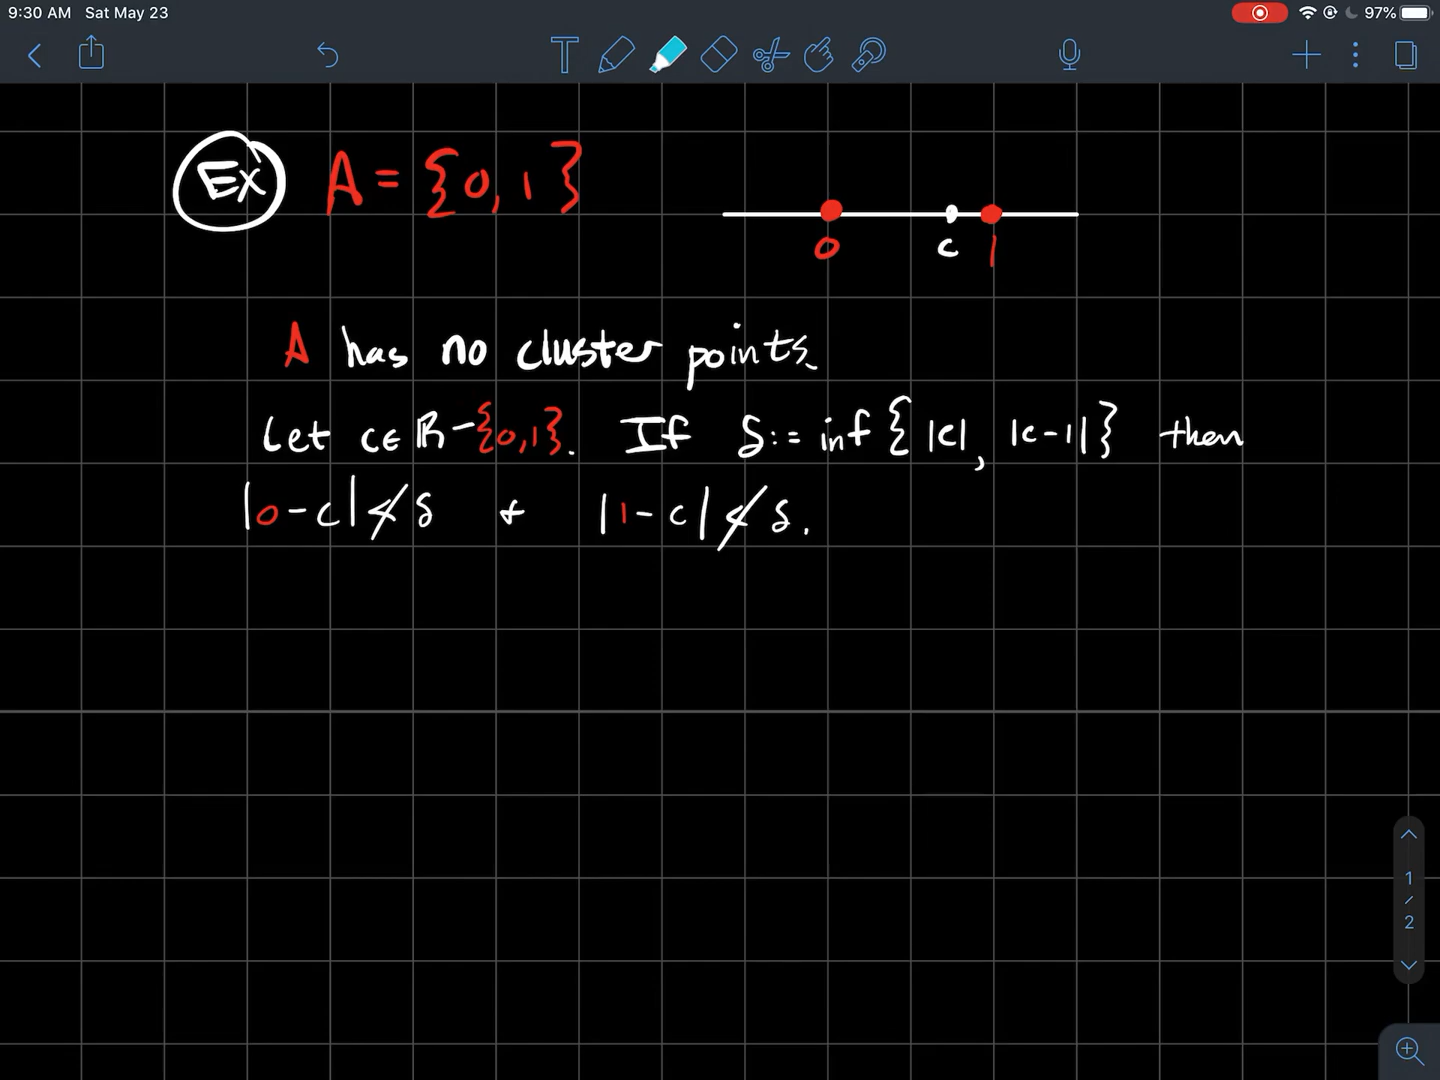 9:30 AM Sat May 23
97%
Ex A = {0, 1}
0 c 1
A has no cluster points.
Let c∈ℝ-{0,1}. If δ:= inf {|c|, |c-1|} then
|0-c|≮δ & |1-c|≮δ.
1
/
2